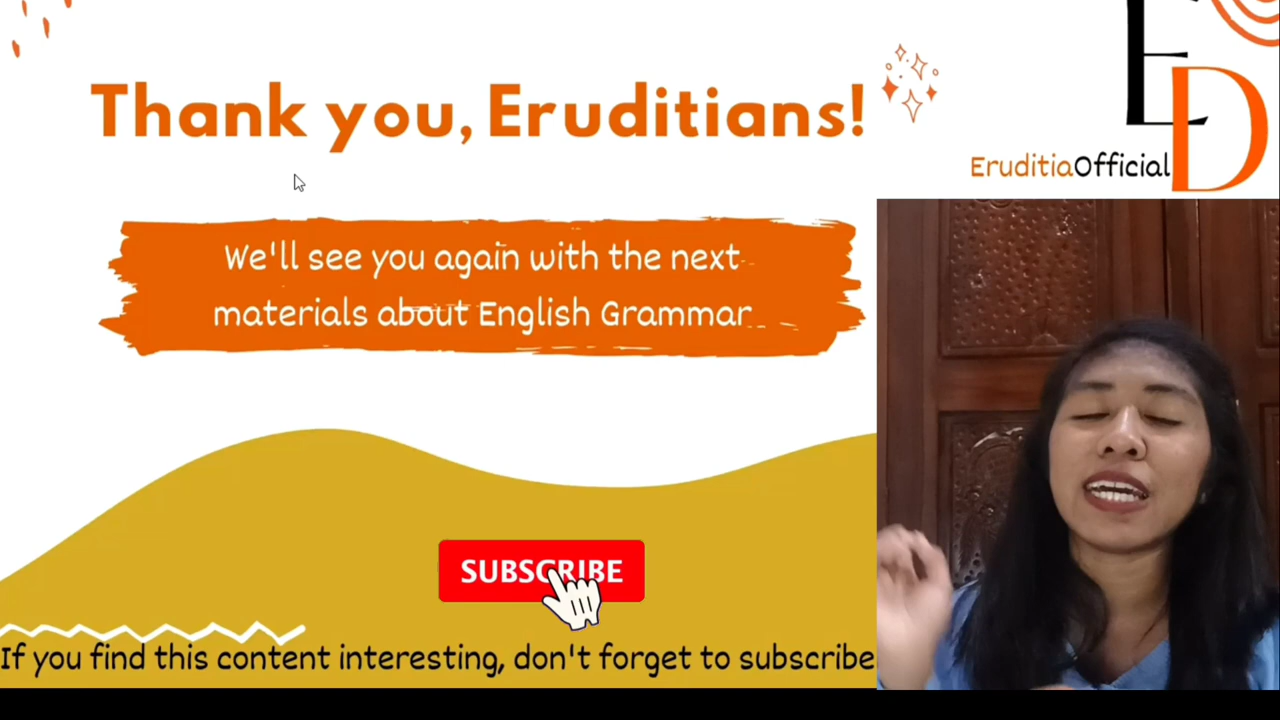 Thank you, Eruditians!
ED
EruditiaOfficial
We'll see you again with the next
materials about English Grammar
SUBSCRIBE
If you find this content interesting, don't forget to subscribe